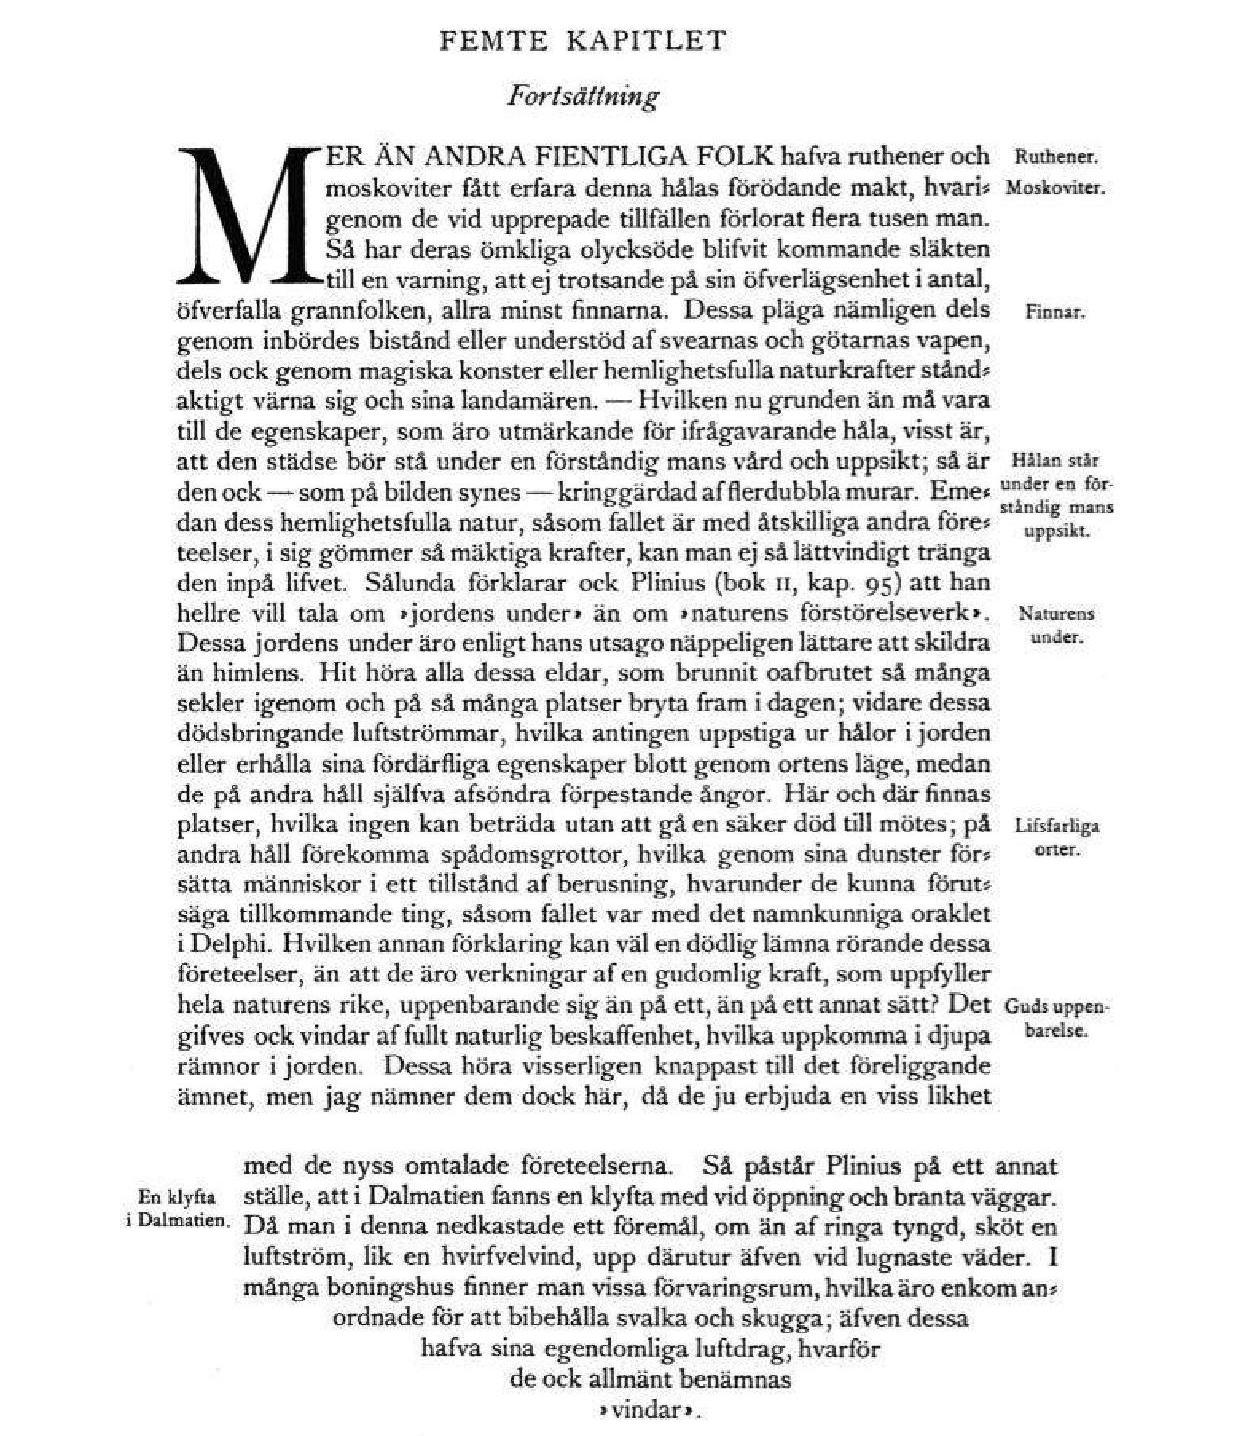 FEMTE KAPITLET
Fortsättning
MER ÄN ANDRA FIENTLIGA FOLK hafva ruthener och
Ruthener.
moskoviter fått erfara denna hålas förödande makt, hvari⸗
Moskoviter.
genom de vid upprepade tillfällen förlorat flera tusen man.
Så har deras ömkliga olycksöde blifvit kommande släkten
till en varning, att ej trotsande på sin öfverlägsenhet i antal,
öfverfalla grannfolken, allra minst finnarna. Dessa pläga nämligen dels
Finnar.
genom inbördes bistånd eller understöd af svearnas och götarnas vapen,
dels ock genom magiska konster eller hemlighetsfulla naturkrafter stånd⸗
aktigt värna sig och sina landamären. — Hvilken nu grunden än må vara
till de egenskaper, som äro utmärkande för ifrågavarande håla, visst är,
att den städse bör stå under en förståndig mans vård och uppsikt; så är
Hålan står
den ock — som på bilden synes — kringgärdad af flerdubbla murar. Eme⸗
under en för-
dan dess hemlighetsfulla natur, såsom fallet är med åtskilliga andra före⸗
ståndig mans
uppsikt.
teelser, i sig gömmer så mäktiga krafter, kan man ej så lättvindigt tränga
den inpå lifvet. Sålunda förklarar ock Plinius (bok II, kap. 95) att han
hellre vill tala om »jordens under» än om »naturens förstörelseverk».
Naturens
Dessa jordens under äro enligt hans utsago näppeligen lättare att skildra
under.
än himlens. Hit höra alla dessa eldar, som brunnit oafbrutet så många
sekler igenom och på så många platser bryta fram i dagen; vidare dessa
dödsbringande luftströmmar, hvilka antingen uppstiga ur hålor i jorden
eller erhålla sina fördärfliga egenskaper blott genom ortens läge, medan
de på andra håll själfva afsöndra förpestande ångor. Här och där finnas
platser, hvilka ingen kan beträda utan att gå en säker död till mötes; på
Lifsfarliga
andra håll förekomma spådomsgrottor, hvilka genom sina dunster för⸗
orter.
sätta människor i ett tillstånd af berusning, hvarunder de kunna förut⸗
säga tillkommande ting, såsom fallet var med det namnkunniga oraklet
i Delphi. Hvilken annan förklaring kan väl en dödlig lämna rörande dessa
företeelser, än att de äro verkningar af en gudomlig kraft, som uppfyller
hela naturens rike, uppenbarande sig än på ett, än på ett annat sätt? Det
Guds uppen-
gifves ock vindar af fullt naturlig beskaffenhet, hvilka uppkomma i djupa
barelse.
rämnor i jorden. Dessa höra visserligen knappast till det föreliggande
ämnet, men jag nämner dem dock här, då de ju erbjuda en viss likhet
med de nyss omtalade företeelserna. Så påstår Plinius på ett annat
En klyfta
ställe, att i Dalmatien fanns en klyfta med vid öppning och branta väggar.
i Dalmatien.
Då man i denna nedkastade ett föremål, om än af ringa tyngd, sköt en
luftström, lik en hvirfvelvind, upp därutur äfven vid lugnaste väder. I
många boningshus finner man vissa förvaringsrum, hvilka äro enkom an⸗
ordnade för att bibehålla svalka och skugga; äfven dessa
hafva sina egendomliga luftdrag, hvarför
de ock allmänt benämnas
»vindar».